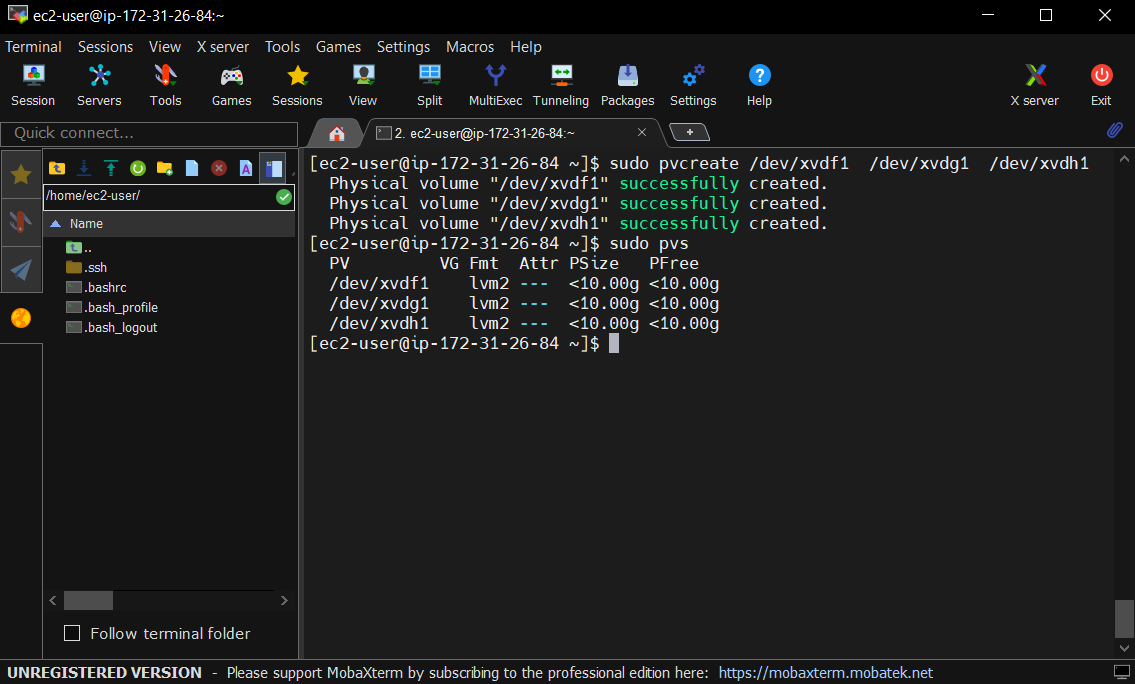 ec2-user@ip-172-31-26-84:~
Terminal Sessions View X server Tools Games Settings Macros Help
Session Servers Tools Games Sessions View Split MultiExec Tunneling Packages Settings Help X server Exit
Quick connect...
2. ec2-user@ip-172-31-26-84:~
/home/ec2-user/
Name
..
.ssh
.bashrc
.bash_profile
.bash_logout
Follow terminal folder
[ec2-user@ip-172-31-26-84 ~]$ sudo pvcreate /dev/xvdf1  /dev/xvdg1  /dev/xvdh1
  Physical volume "/dev/xvdf1" successfully created.
  Physical volume "/dev/xvdg1" successfully created.
  Physical volume "/dev/xvdh1" successfully created.
[ec2-user@ip-172-31-26-84 ~]$ sudo pvs
  PV         VG Fmt  Attr PSize   PFree
  /dev/xvdf1    lvm2 ---  <10.00g <10.00g
  /dev/xvdg1    lvm2 ---  <10.00g <10.00g
  /dev/xvdh1    lvm2 ---  <10.00g <10.00g
[ec2-user@ip-172-31-26-84 ~]$
UNREGISTERED VERSION - Please support MobaXterm by subscribing to the professional edition here: https://mobaxterm.mobatek.net